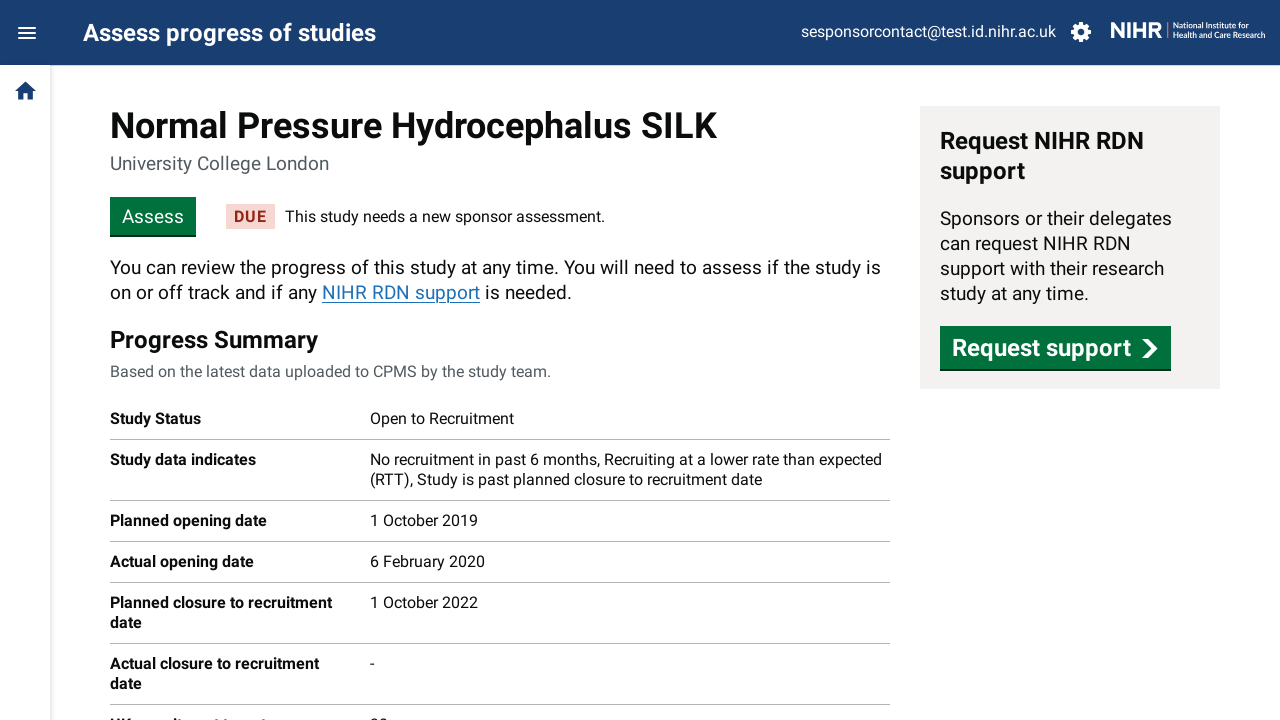 Assess progress of studies
sesponsorcontact@test.id.nihr.ac.uk
NIHR | National Institute for
Health and Care Research
Normal Pressure Hydrocephalus SILK
University College London
Assess
DUE This study needs a new sponsor assessment.
You can review the progress of this study at any time. You will need to assess if the study is
on or off track and if any NIHR RDN support is needed.
Progress Summary
Based on the latest data uploaded to CPMS by the study team.
Study Status Open to Recruitment
Study data indicates No recruitment in past 6 months, Recruiting at a lower rate than expected
(RTT), Study is past planned closure to recruitment date
Planned opening date 1 October 2019
Actual opening date 6 February 2020
Planned closure to recruitment 1 October 2022
date
Actual closure to recruitment -
date
Request NIHR RDN
support
Sponsors or their delegates
can request NIHR RDN
support with their research
study at any time.
Request support